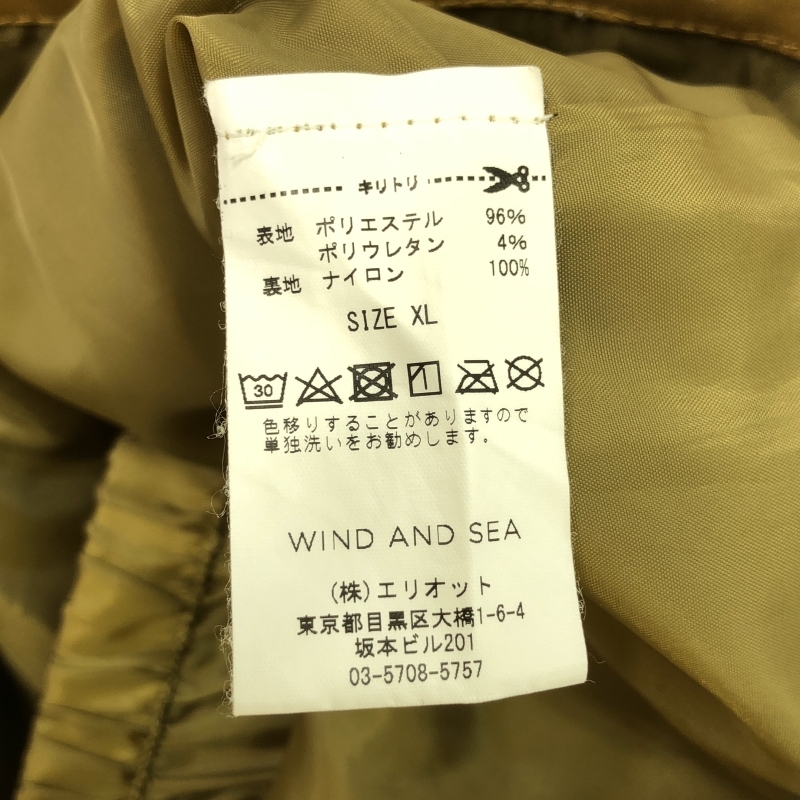 キリトリ
表地 ポリエステル 96%
ポリウレタン 4%
裏地 ナイロン 100%
SIZE XL
30
色移りすることがありますので
単独洗いをお勧めします。
WIND AND SEA
(株)エリオット
東京都目黒区大橋1-6-4
坂本ビル201
03-5708-5757